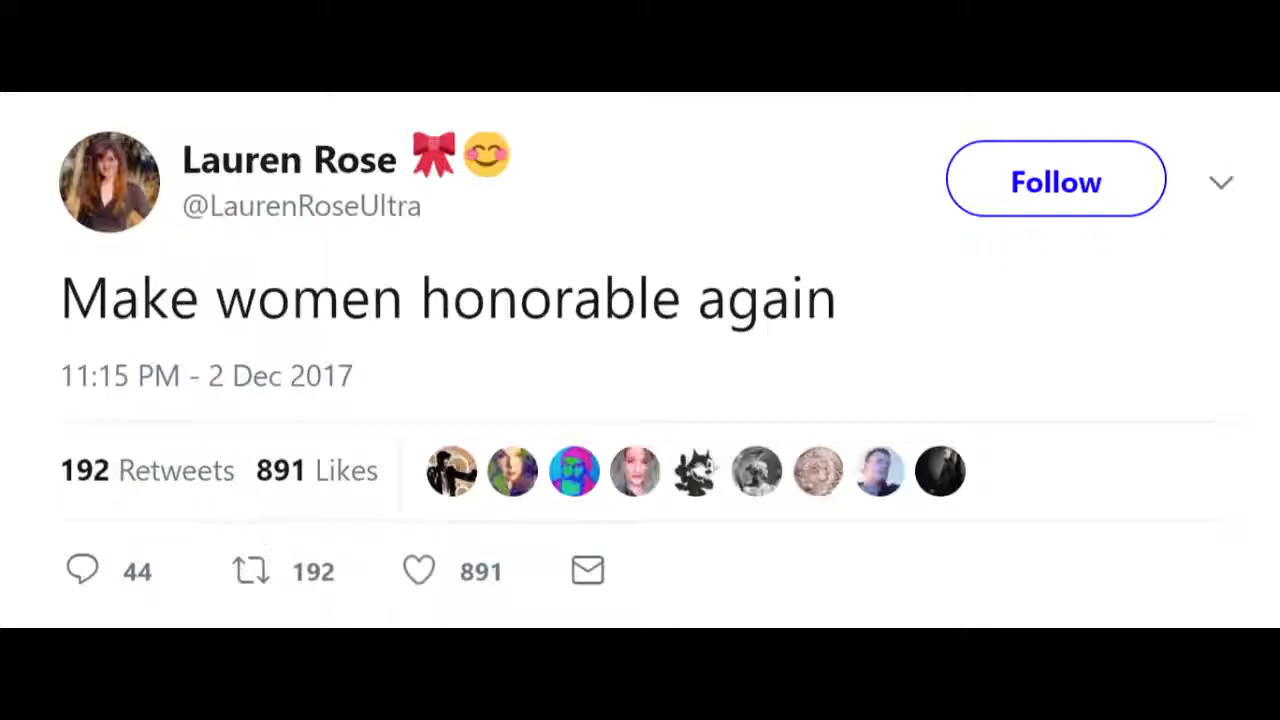 Lauren Rose 🎀😊
@LaurenRoseUltra
Follow
Make women honorable again
11:15 PM - 2 Dec 2017
192 Retweets 891 Likes
44 192 891